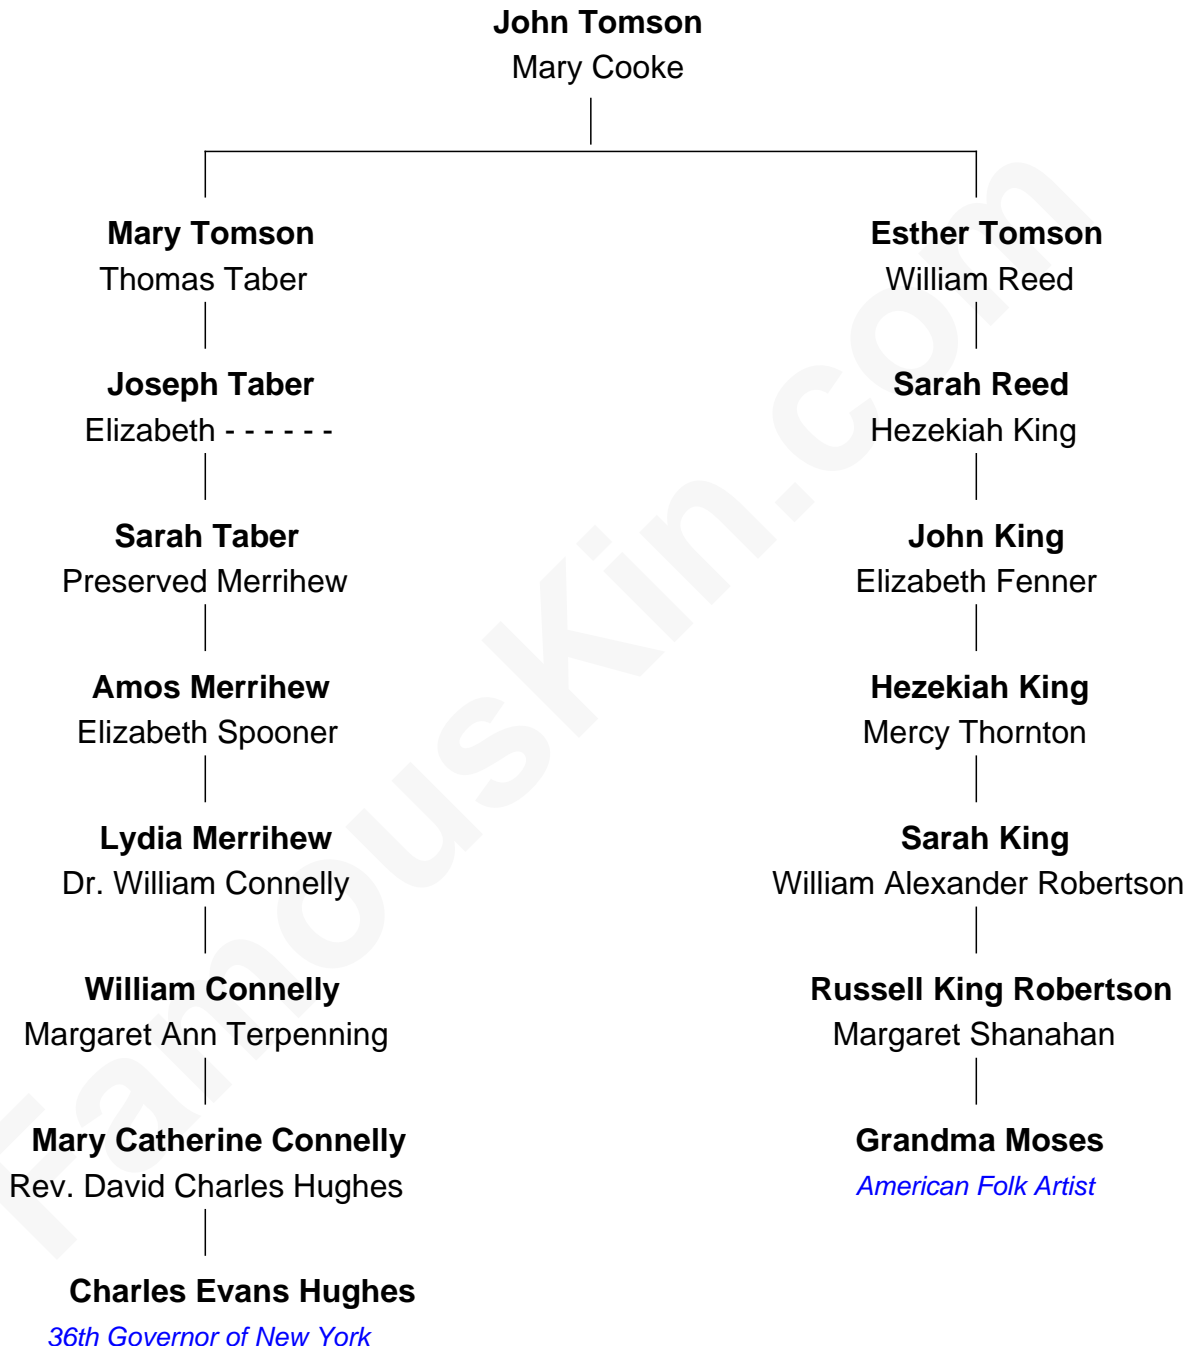 John Tomson
Mary Cooke
Mary Tomson
Thomas Taber
Esther Tomson
William Reed
Joseph Taber
Elizabeth - - - - - -
Sarah Reed
Hezekiah King
Sarah Taber
Preserved Merrihew
John King
Elizabeth Fenner
Amos Merrihew
Elizabeth Spooner
Hezekiah King
Mercy Thornton
Lydia Merrihew
Dr. William Connelly
Sarah King
William Alexander Robertson
William Connelly
Margaret Ann Terpenning
Russell King Robertson
Margaret Shanahan
Mary Catherine Connelly
Rev. David Charles Hughes
Grandma Moses
American Folk Artist
Charles Evans Hughes
36th Governor of New York
FamousKin.com